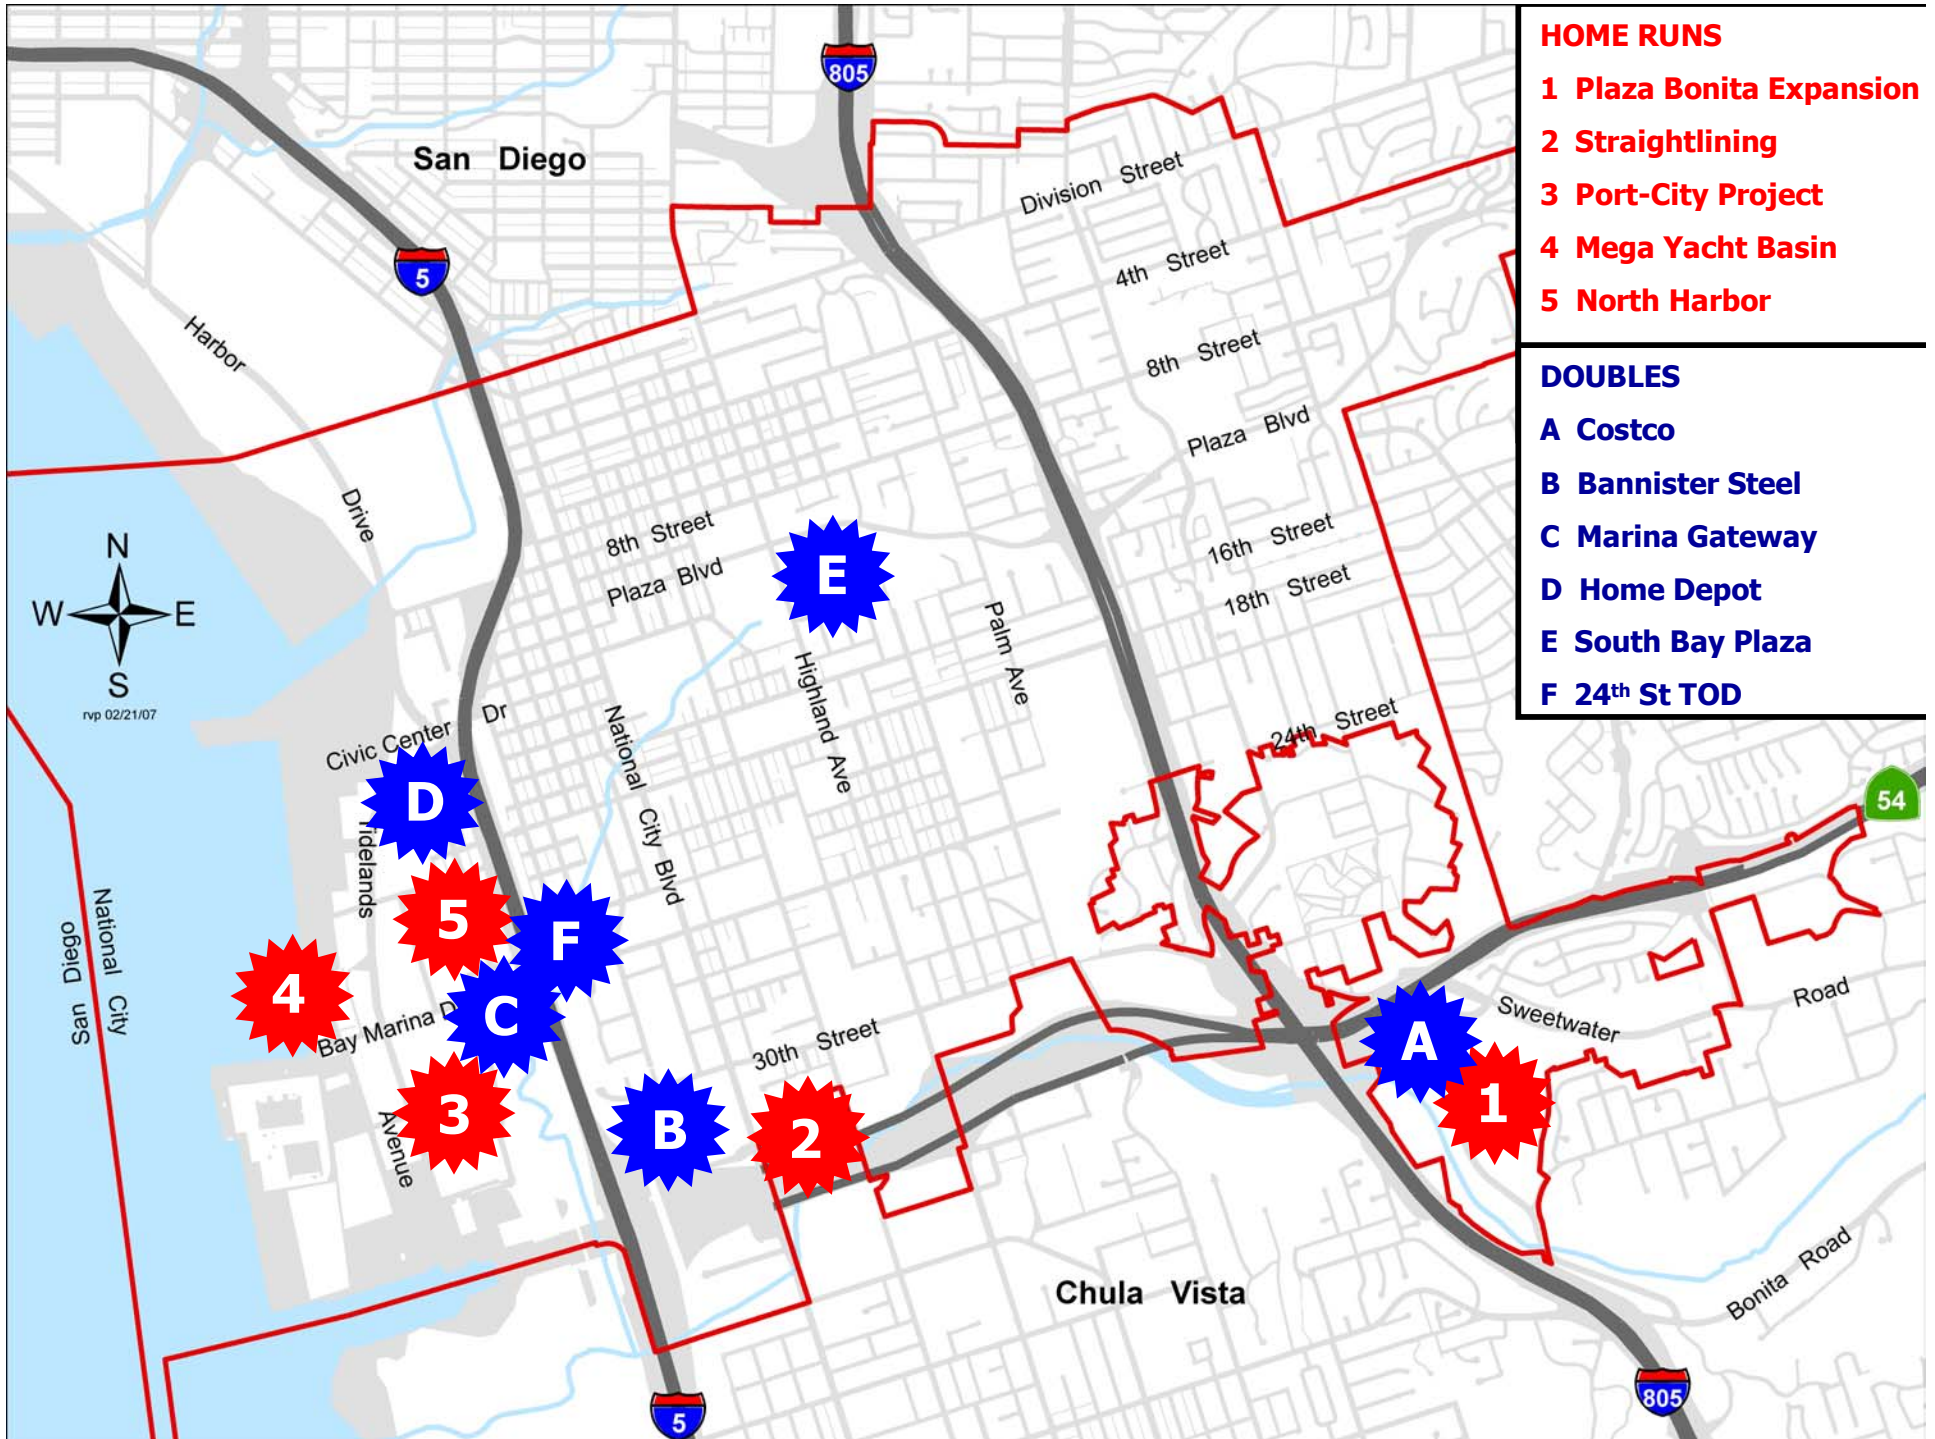 HOME RUNS
1 Plaza Bonita Expansion
2 Straightlining
3 Port-City Project
4 Mega Yacht Basin
5 North Harbor
DOUBLES
A Costco
B Bannister Steel
C Marina Gateway
D Home Depot
E South Bay Plaza
F 24th St TOD
805
San Diego
Division Street
4th Street
5
Harbor
Drive
8th Street
Plaza Blvd
8th Street
Plaza Blvd
E
16th Street
18th Street
N
W E
S
rvp 02/21/07
Palm Ave
Highland Ave
National City Blvd
Civic Center Dr
24th Street
D
Tidelands
54
5
F
National City
San Diego
4
C
Bay Marina D
Sweetwater
Road
30th Street
A
1
3
B
2
Avenue
Chula Vista
Bonita Road
805
5